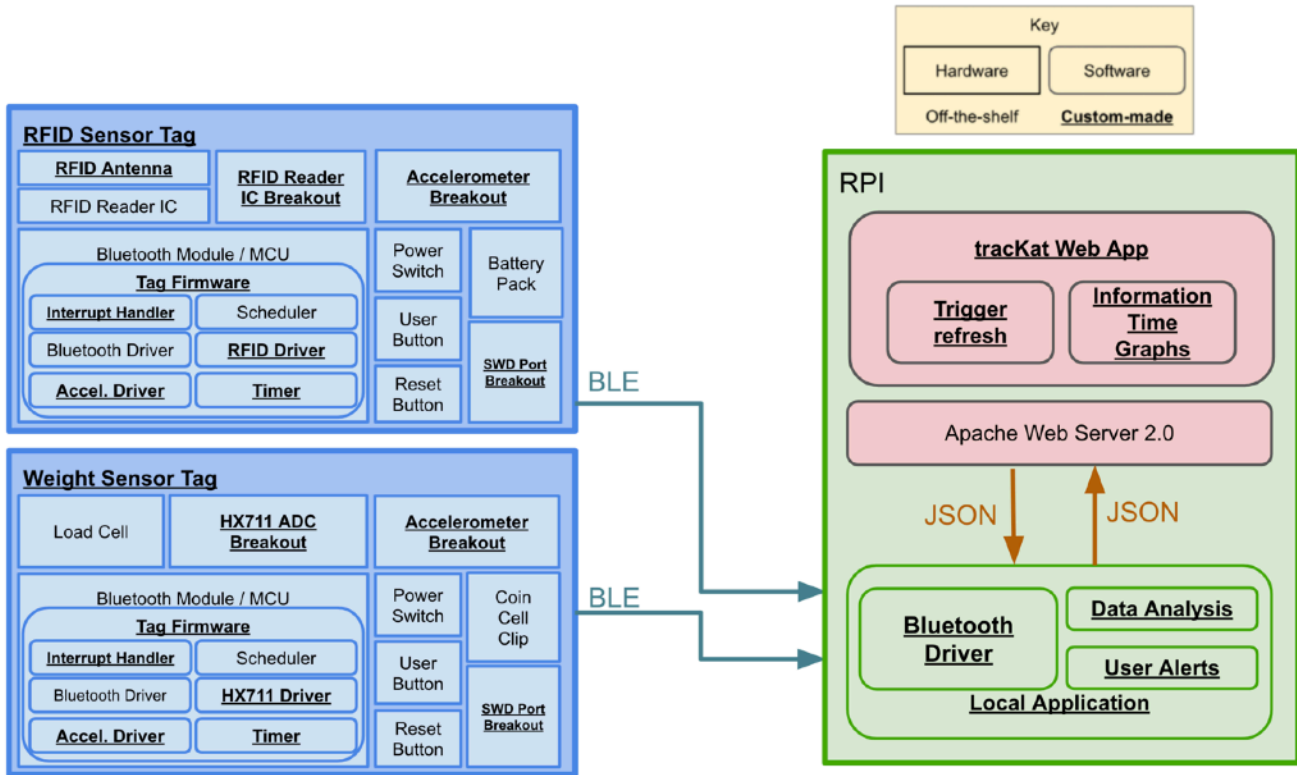 Key
Hardware
Software
Off-the-shelf
Custom-made
RFID Sensor Tag
RFID Antenna
RFID Reader IC
RFID Reader
IC Breakout
Accelerometer
Breakout
Bluetooth Module / MCU
Tag Firmware
Interrupt Handler
Scheduler
Bluetooth Driver
RFID Driver
Accel. Driver
Timer
Power
Switch
User
Button
Reset
Button
Battery
Pack
SWD Port
Breakout
BLE
Weight Sensor Tag
Load Cell
HX711 ADC
Breakout
Accelerometer
Breakout
Bluetooth Module / MCU
Tag Firmware
Interrupt Handler
Scheduler
Bluetooth Driver
HX711 Driver
Accel. Driver
Timer
Power
Switch
User
Button
Reset
Button
Coin
Cell
Clip
SWD Port
Breakout
BLE
RPI
tracKat Web App
Trigger
refresh
Information
Time
Graphs
Apache Web Server 2.0
JSON
JSON
Bluetooth
Driver
Data Analysis
User Alerts
Local Application